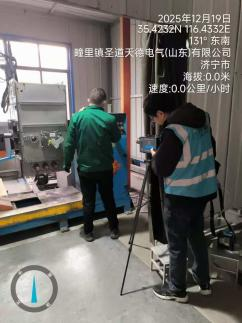 2025年12月19日
35.4232N 116.4332E
131° 东南
疃里镇圣道天德电气(山东)有限公司
济宁市
海拔:0.0米
速度:0.0公里/小时